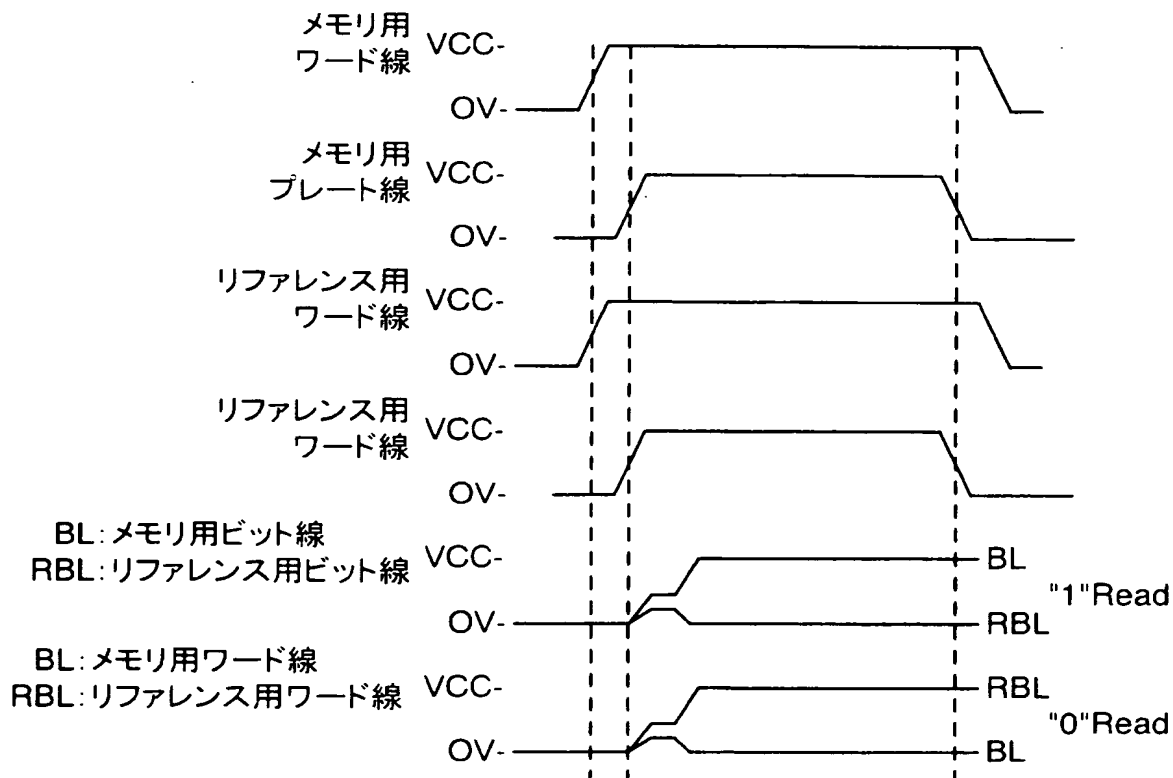 メモリ用
ワード線
VCC-
OV-
メモリ用
プレート線
VCC-
OV-
リファレンス用
ワード線
VCC-
OV-
リファレンス用
ワード線
VCC-
OV-
BL:メモリ用ビット線
RBL:リファレンス用ビット線
VCC-
OV-
BL
RBL
"1"Read
BL:メモリ用ワード線
RBL:リファレンス用ワード線
VCC-
OV-
RBL
BL
"0"Read